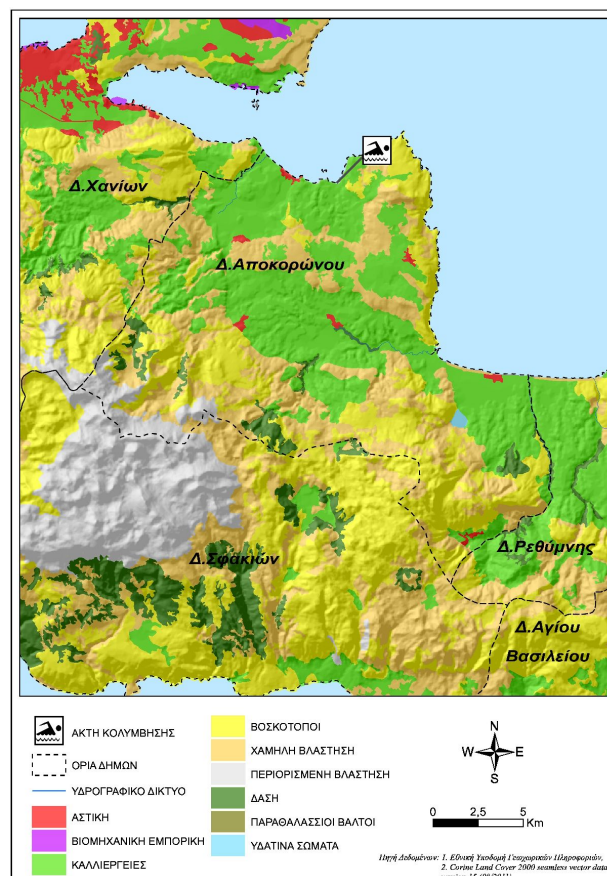 Δ.Χανίων
Δ.Αποκορώνου
Δ.Σφακιών
Δ.Ρεθύμνης
Δ.Αγίου
Βασιλείου
ΑΚΤΗ ΚΟΛΥΜΒΗΣΗΣ
ΟΡΙΑ ΔΗΜΩΝ
ΥΔΡΟΓΡΑΦΙΚΟ ΔΙΚΤΥΟ
ΑΣΤΙΚΗ
ΒΙΟΜΗΧΑΝΙΚΗ ΕΜΠΟΡΙΚΗ
ΚΑΛΛΙΕΡΓΕΙΕΣ
ΒΟΣΚΟΤΟΠΟΙ
ΧΑΜΗΛΗ ΒΛΑΣΤΗΣΗ
ΠΕΡΙΟΡΙΣΜΕΝΗ ΒΛΑΣΤΗΣΗ
ΔΑΣΗ
ΠΑΡΑΘΑΛΑΣΣΙΟΙ ΒΑΛΤΟΙ
ΥΔΑΤΙΝΑ ΣΩΜΑΤΑ
N
W E
S
0 2,5 5
Km
Πηγή Δεδομένων: 1. Εθνική Υποδομή Γεωχωρικών Πληροφοριών,
2. Corine Land Cover 2000 seamless vector data